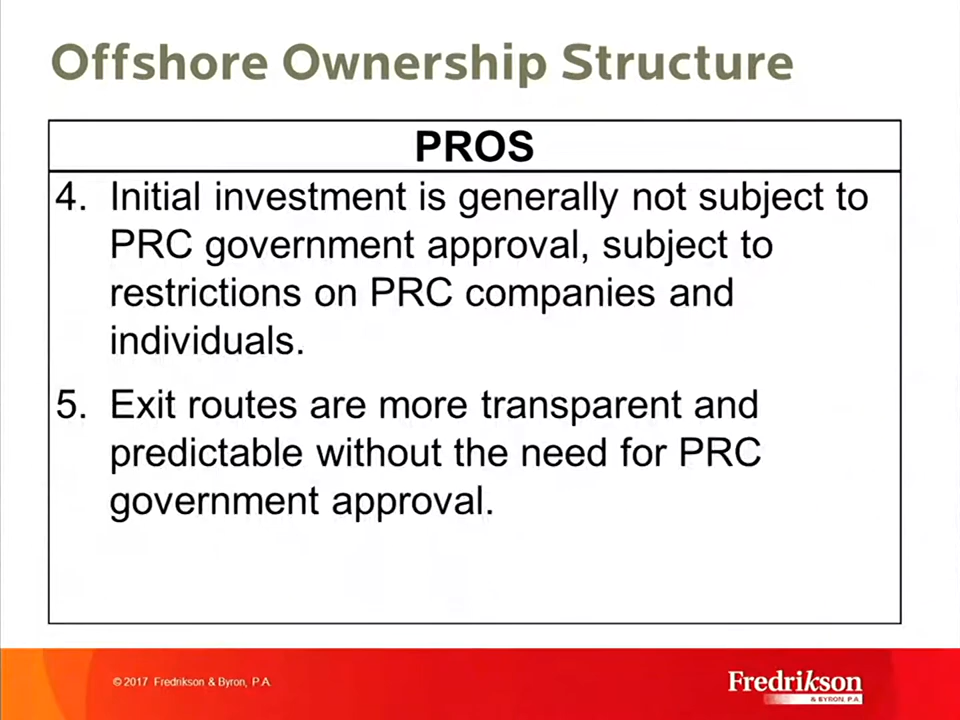 Offshore Ownership Structure
PROS
4. Initial investment is generally not subject to
PRC government approval, subject to
restrictions on PRC companies and
individuals.
5. Exit routes are more transparent and
predictable without the need for PRC
government approval.
© 2017 Fredrikson & Byron, P.A.
Fredrikson
& BYRON, P.A.